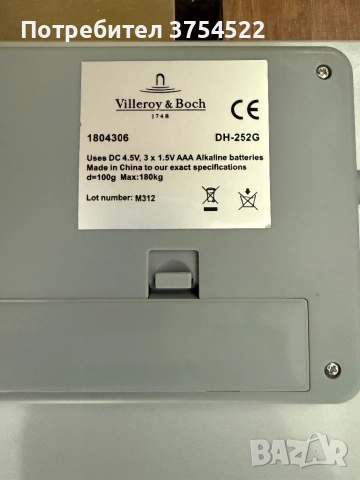 Потребител 3754522
Villeroy & Boch
1748
CE
1804306 DH-252G
Uses DC 4.5V, 3 x 1.5V AAA Alkaline batteries
Made in China to our exact specifications
d=100g Max:180kg
Lot number: M312
BAZAR